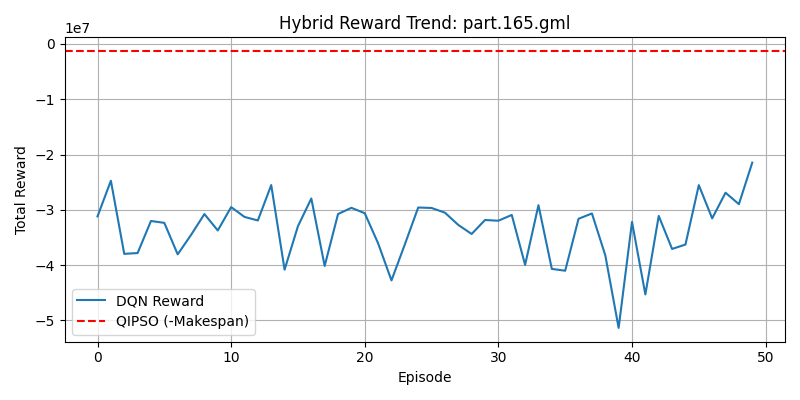 Hybrid Reward Trend: part.165.gml
1e7
0
−1
−2
−3
−4
−5
Total Reward
DQN Reward
QIPSO (-Makespan)
0
10
20
30
40
50
Episode